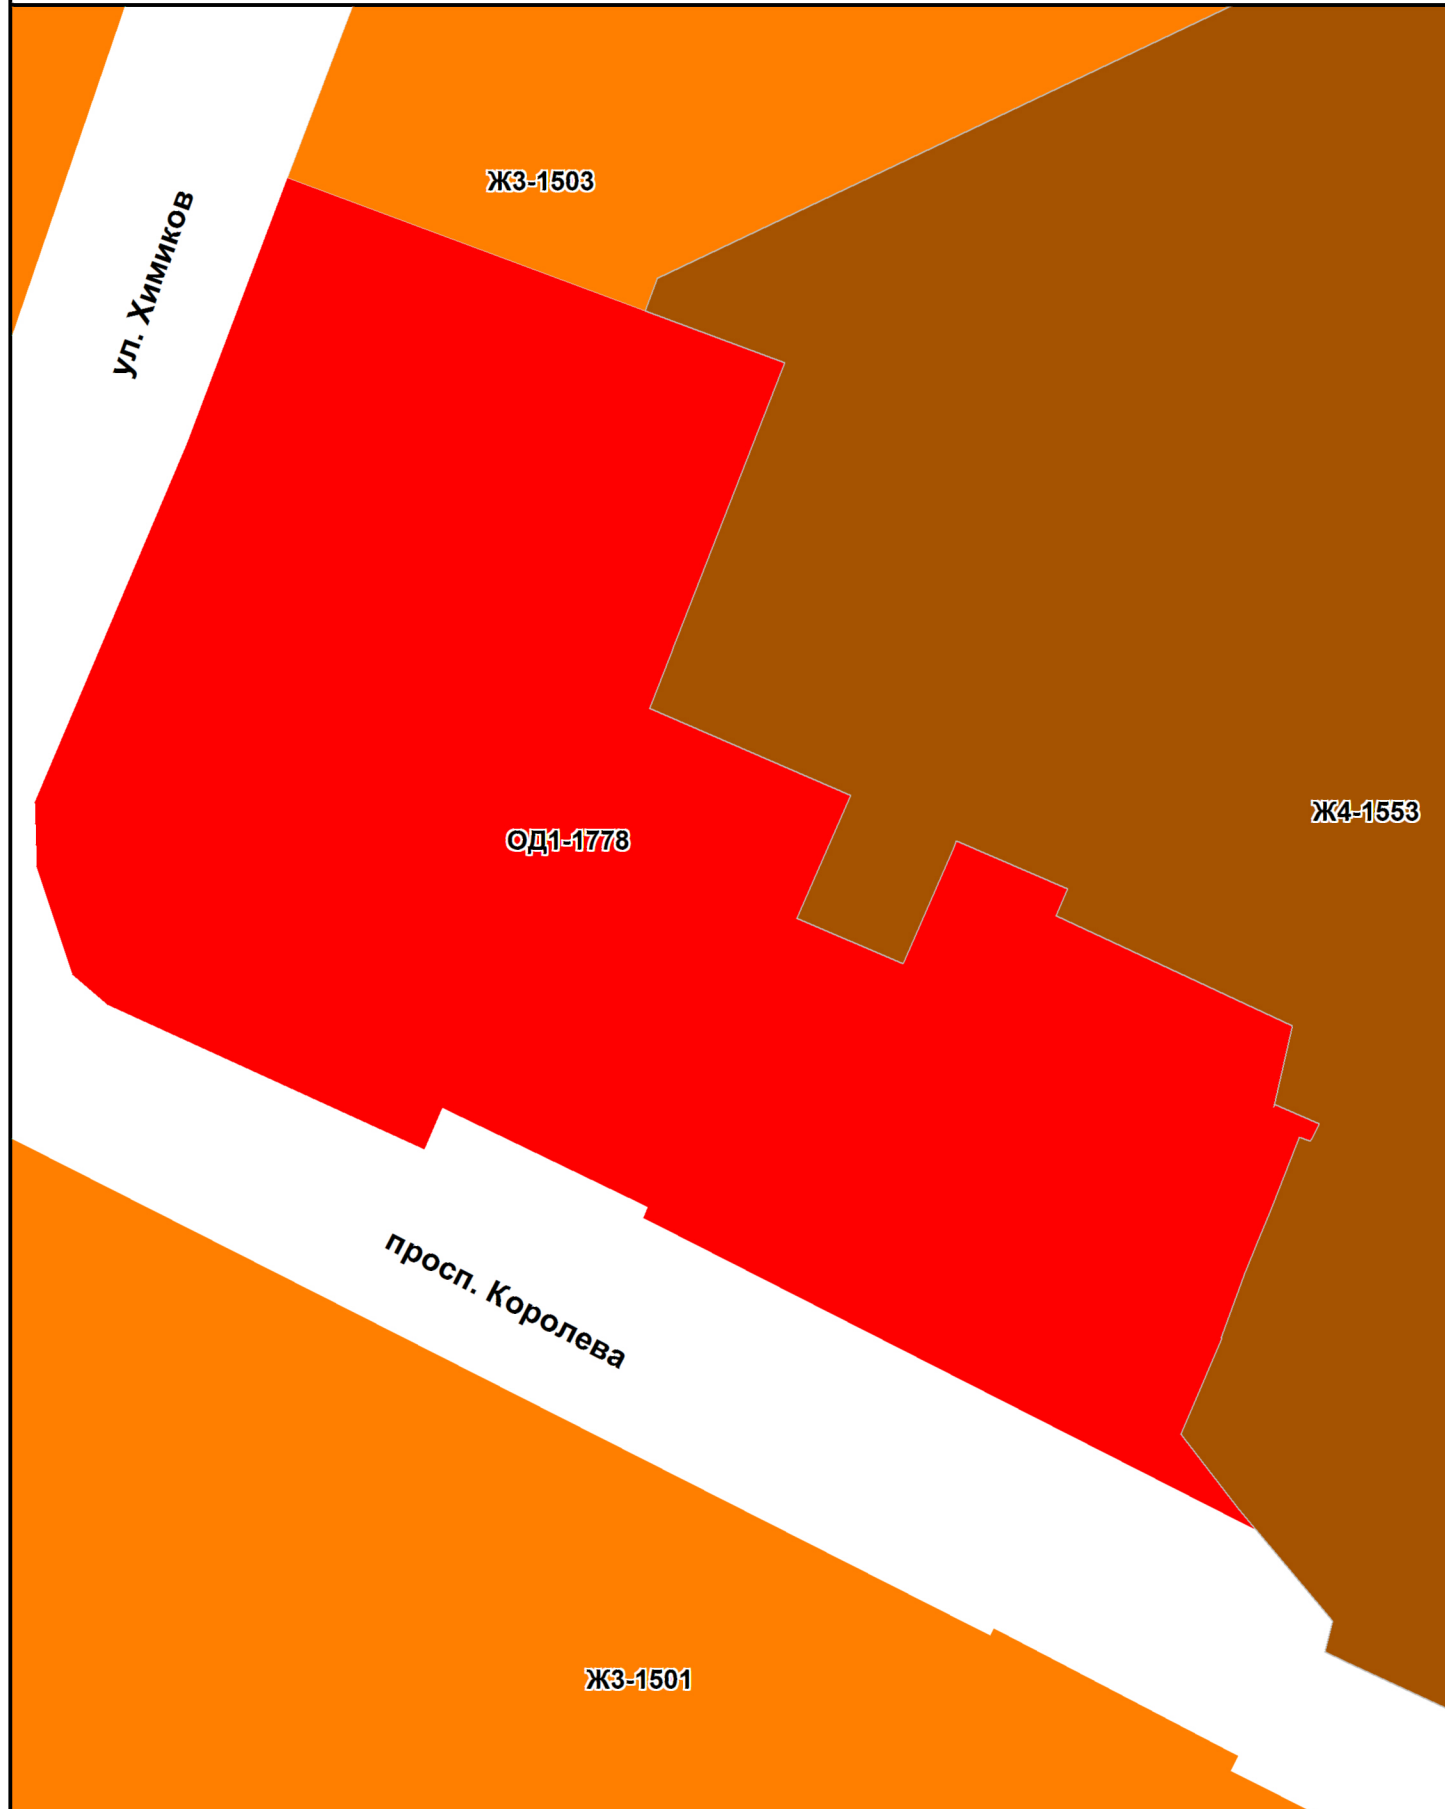 Ж3-1503
ул. Химиков
Ж4-1553
ОД1-1778
просп. Королева
Ж3-1501